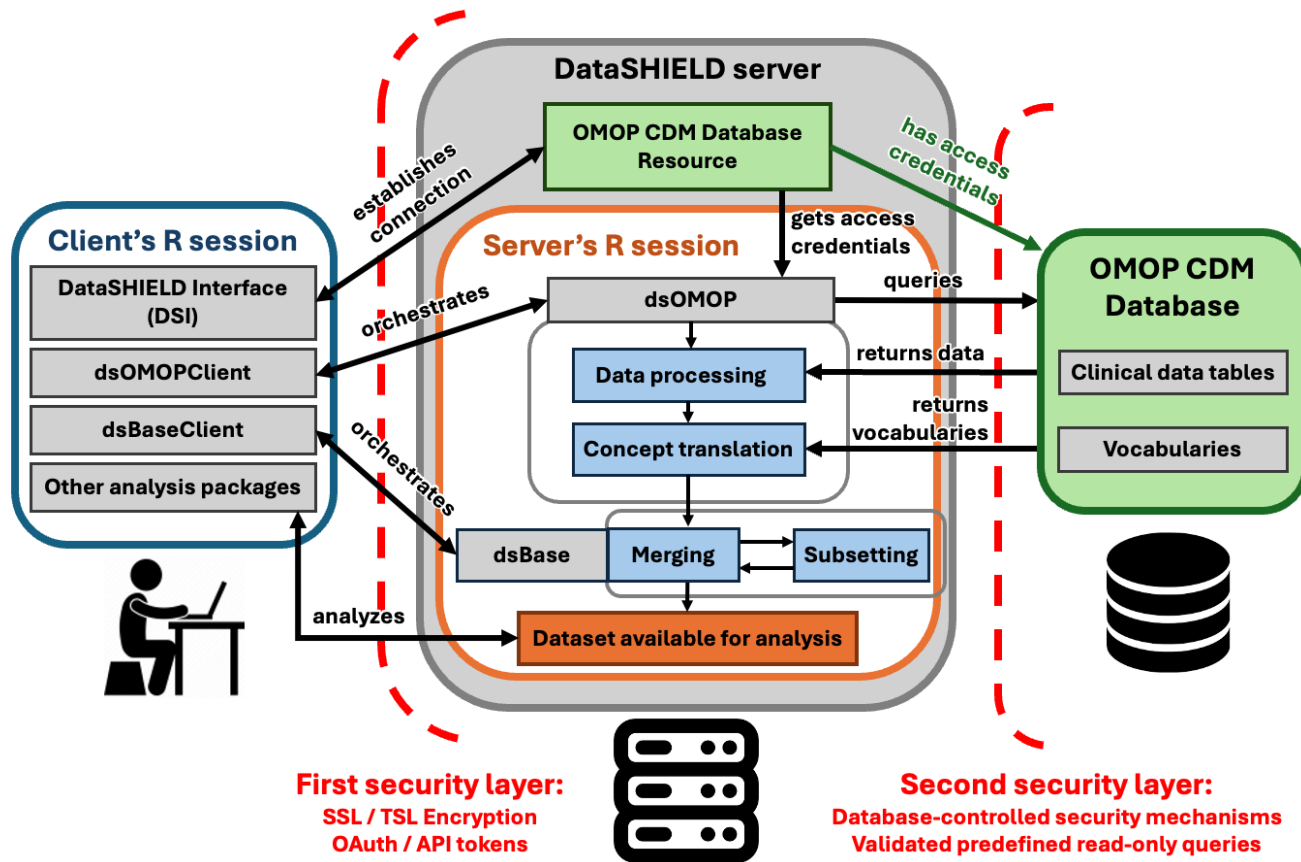 DataSHIELD server
OMOP CDM Database
Resource
has access
credentials
establishes
connection
gets access
credentials
Client's R session
DataSHIELD Interface
(DSI)
dsOMOPClient
dsBaseClient
Other analysis packages
Server's R session
orchestrates
dsOMOP
queries
OMOP CDM
Database
Data processing
returns data
Clinical data tables
returns
vocabularies
Concept translation
Vocabularies
orchestrates
dsBase
Merging
Subsetting
analyzes
Dataset available for analysis
First security layer:
SSL / TSL Encryption
OAuth / API tokens
Second security layer:
Database-controlled security mechanisms
Validated predefined read-only queries